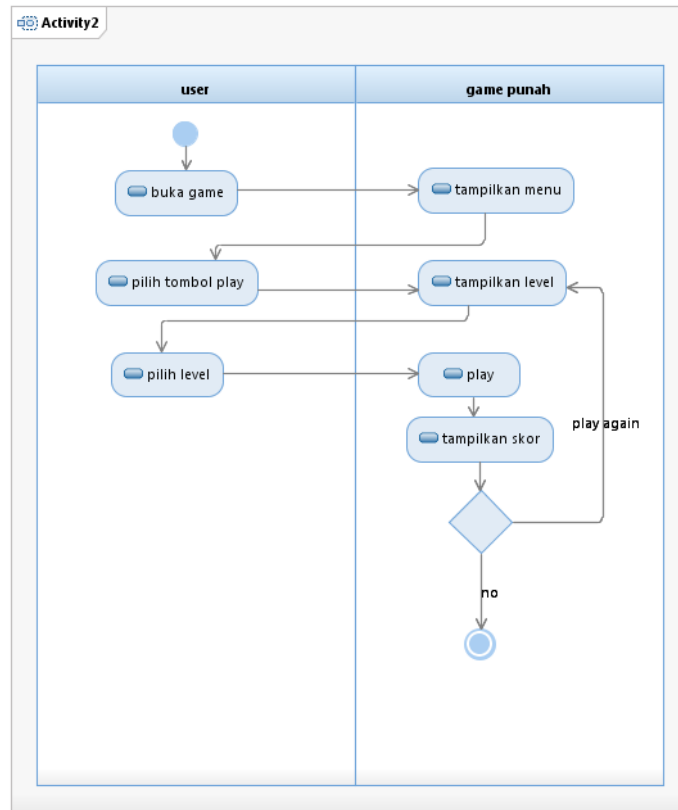 Activity2
user
game punah
buka game
tampilkan menu
pilih tombol play
tampilkan level
pilih level
play
play again
tampilkan skor
no